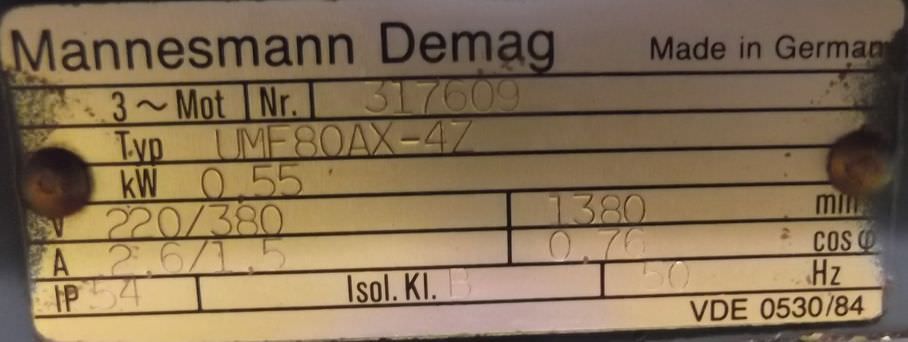 Mannesmann Demag Made in German
3~Mot Nr. 317609
Typ UMF80AX-4Z
kW 0.55
V 220/380 1380 min
A 2.6/1.5 0.76 cos φ
IP 54 Isol. Kl. B 50 Hz
VDE 0530/84